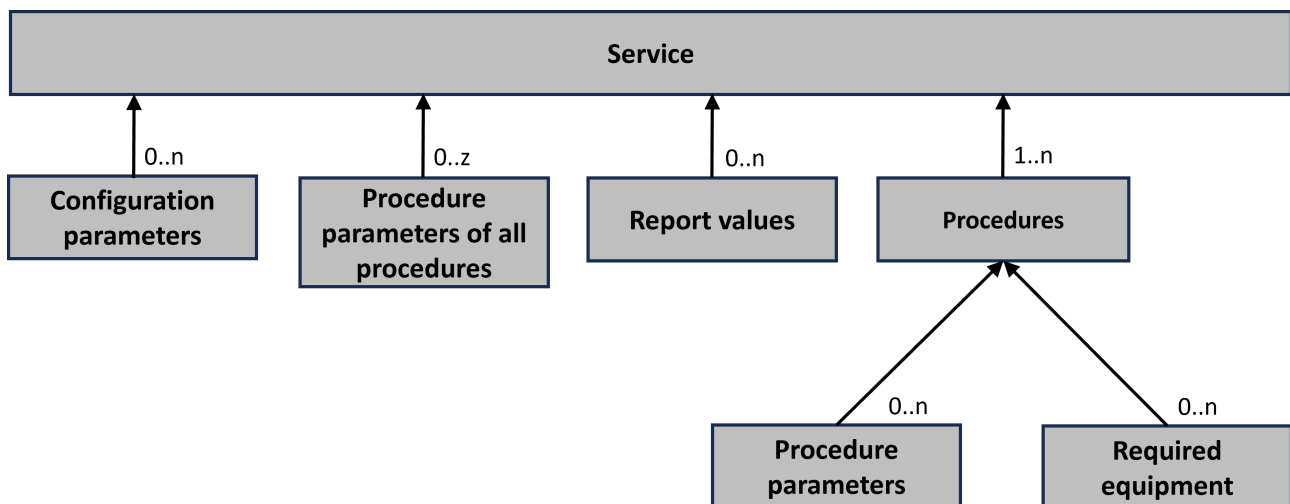 Service
0..n
0..z
0..n
1..n
Configuration
parameters
Procedure
parameters of all
procedures
Report values
Procedures
0..n
0..n
Procedure
parameters
Required
equipment